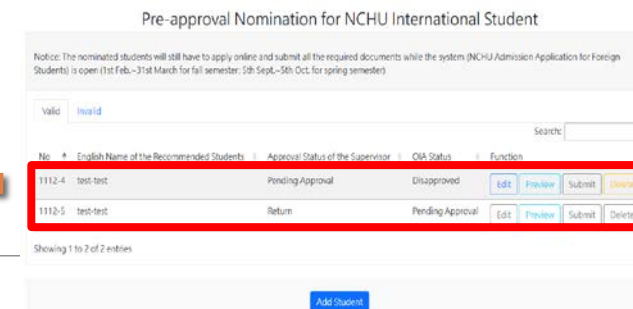 Pre-approval Nomination for NCHU International Student
Notice: The nominated students will still have to apply online and submit all the required documents while the system (NCHU Admission Application for Foreign
Students) is open (1st Feb.~31st March for fall semester; 5th Sept.~5th Oct. for spring semester)
Valid Invalid
Search:
No English Name of the Recommended Students Approval Status of the Supervisor OIA Status Function
1112-4 test-test Pending Approval Disapproved Edit Preview Submit Delete
1112-5 test-test Return Pending Approval Edit Preview Submit Delete
Showing 1 to 2 of 2 entries
Add Student